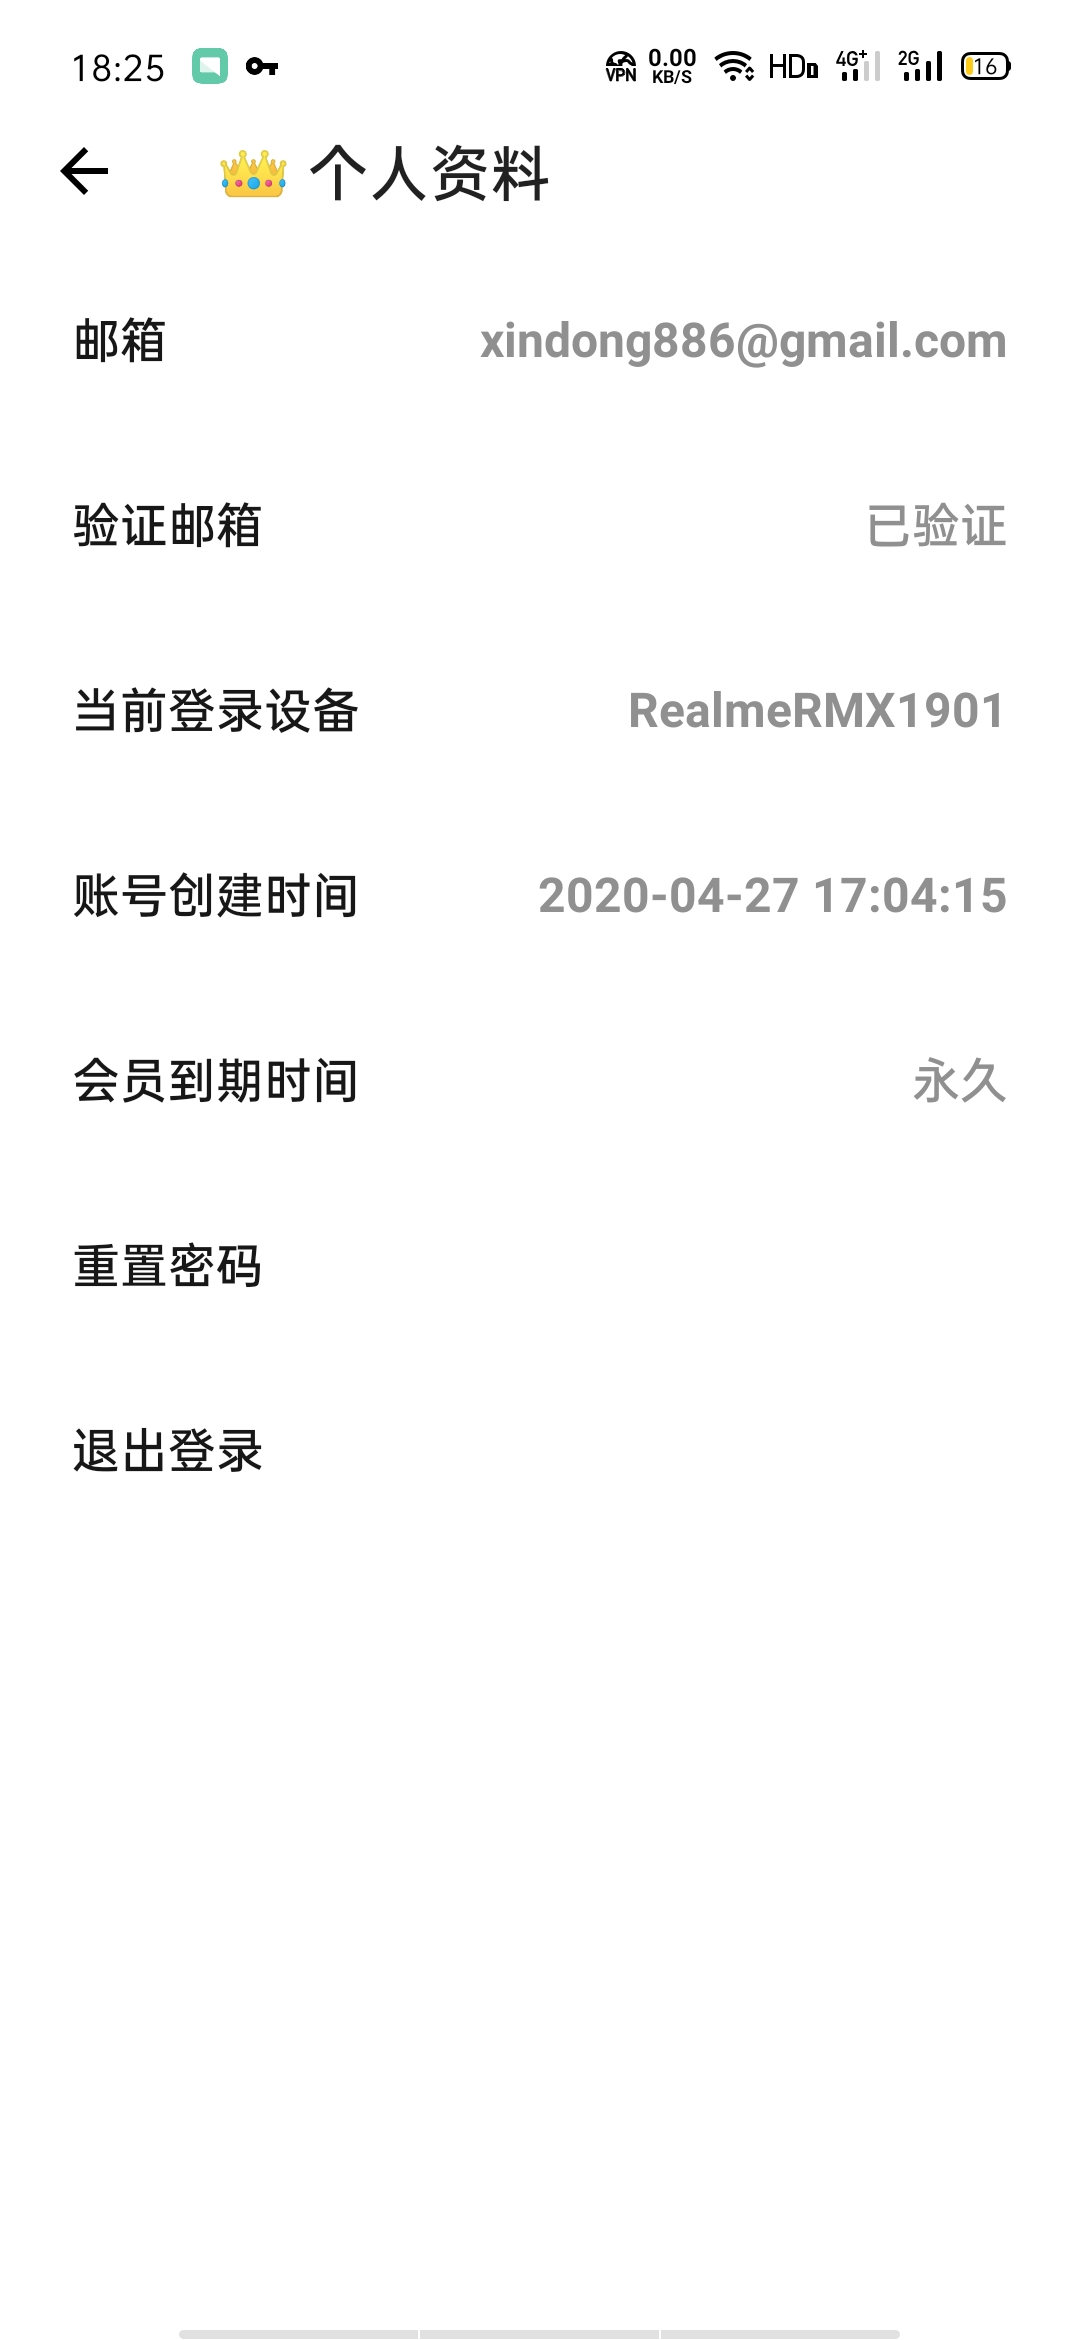 18:25 VPN 0.00 KB/S HD 4G+ 2G 16
👑 个人资料
邮箱 xindong886@gmail.com
验证邮箱 已验证
当前登录设备 RealmeRMX1901
账号创建时间 2020-04-27 17:04:15
会员到期时间 永久
重置密码
退出登录